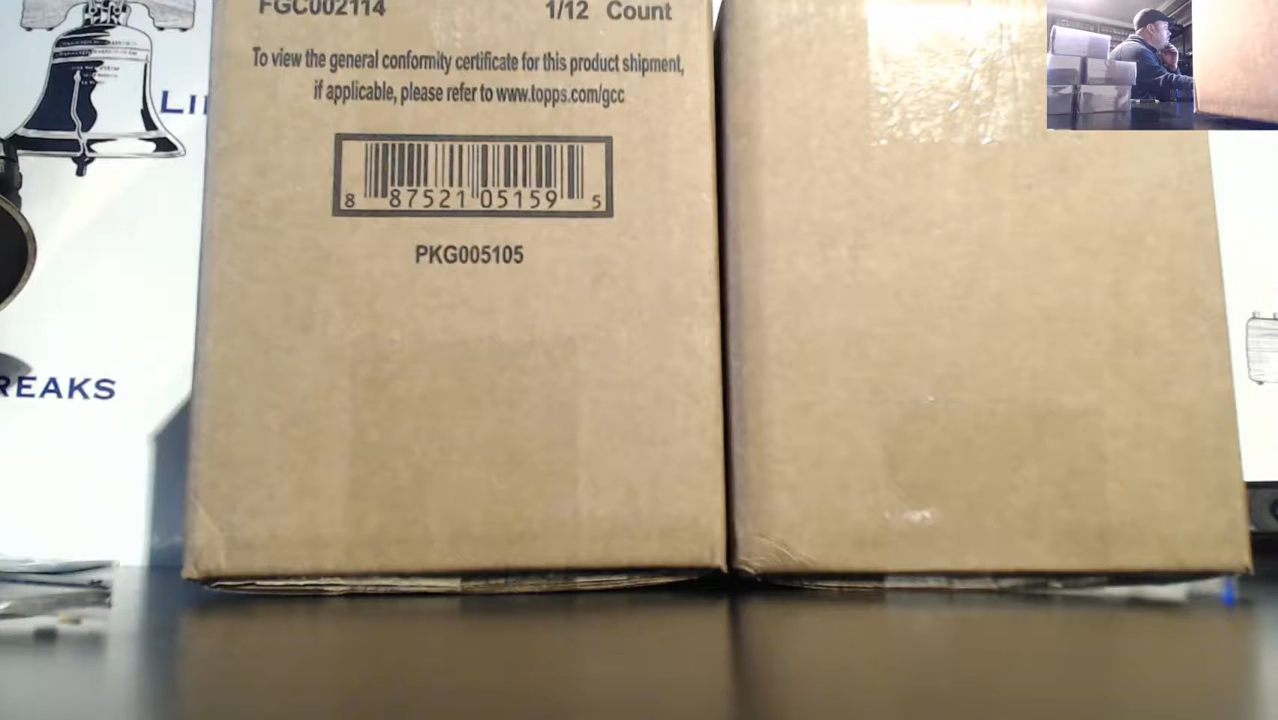 FGC002114 1/12 Count
To view the general conformity certificate for this product shipment,
if applicable, please refer to www.topps.com/gcc
8 87521 05159 5
PKG005105
LI
REAKS